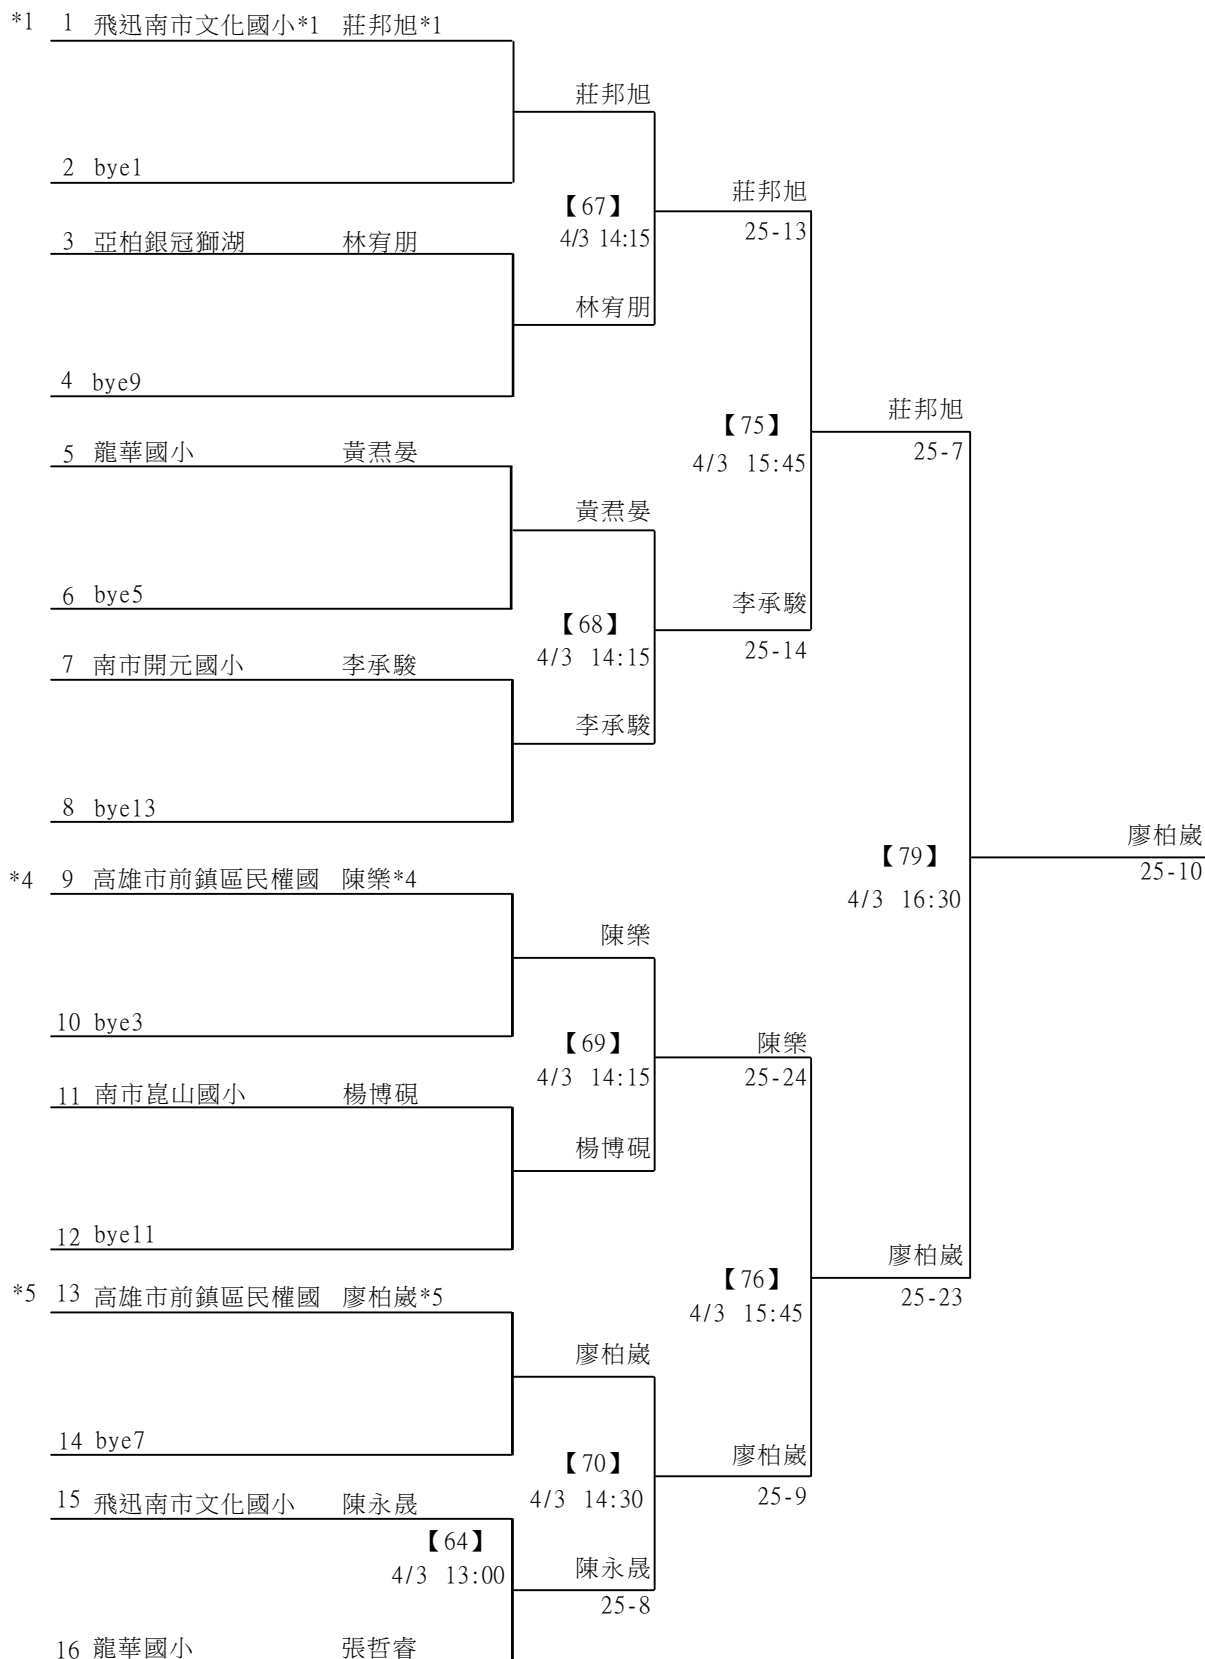 *1 1 飛迅南市文化國小*1 莊邦旭*1
莊邦旭
2 bye1
莊邦旭
【67】
25-13
4/3 14:15
3 亞柏銀冠獅湖 林宥朋
林宥朋
4 bye9
莊邦旭
【75】
25-7
4/3 15:45
5 龍華國小 黃焄晏
黃焄晏
6 bye5
李承駿
【68】
25-14
4/3 14:15
7 南市開元國小 李承駿
李承駿
8 bye13
廖柏崴
【79】
25-10
4/3 16:30
*4 9 高雄市前鎮區民權國 陳樂*4
陳樂
10 bye3
陳樂
【69】
25-24
4/3 14:15
11 南市崑山國小 楊博硯
楊博硯
12 bye11
廖柏崴
【76】
25-23
4/3 15:45
*5 13 高雄市前鎮區民權國 廖柏崴*5
廖柏崴
14 bye7
廖柏崴
【70】
25-9
4/3 14:30
15 飛迅南市文化國小 陳永晟
【64】
4/3 13:00
陳永晟
25-8
16 龍華國小 張哲睿